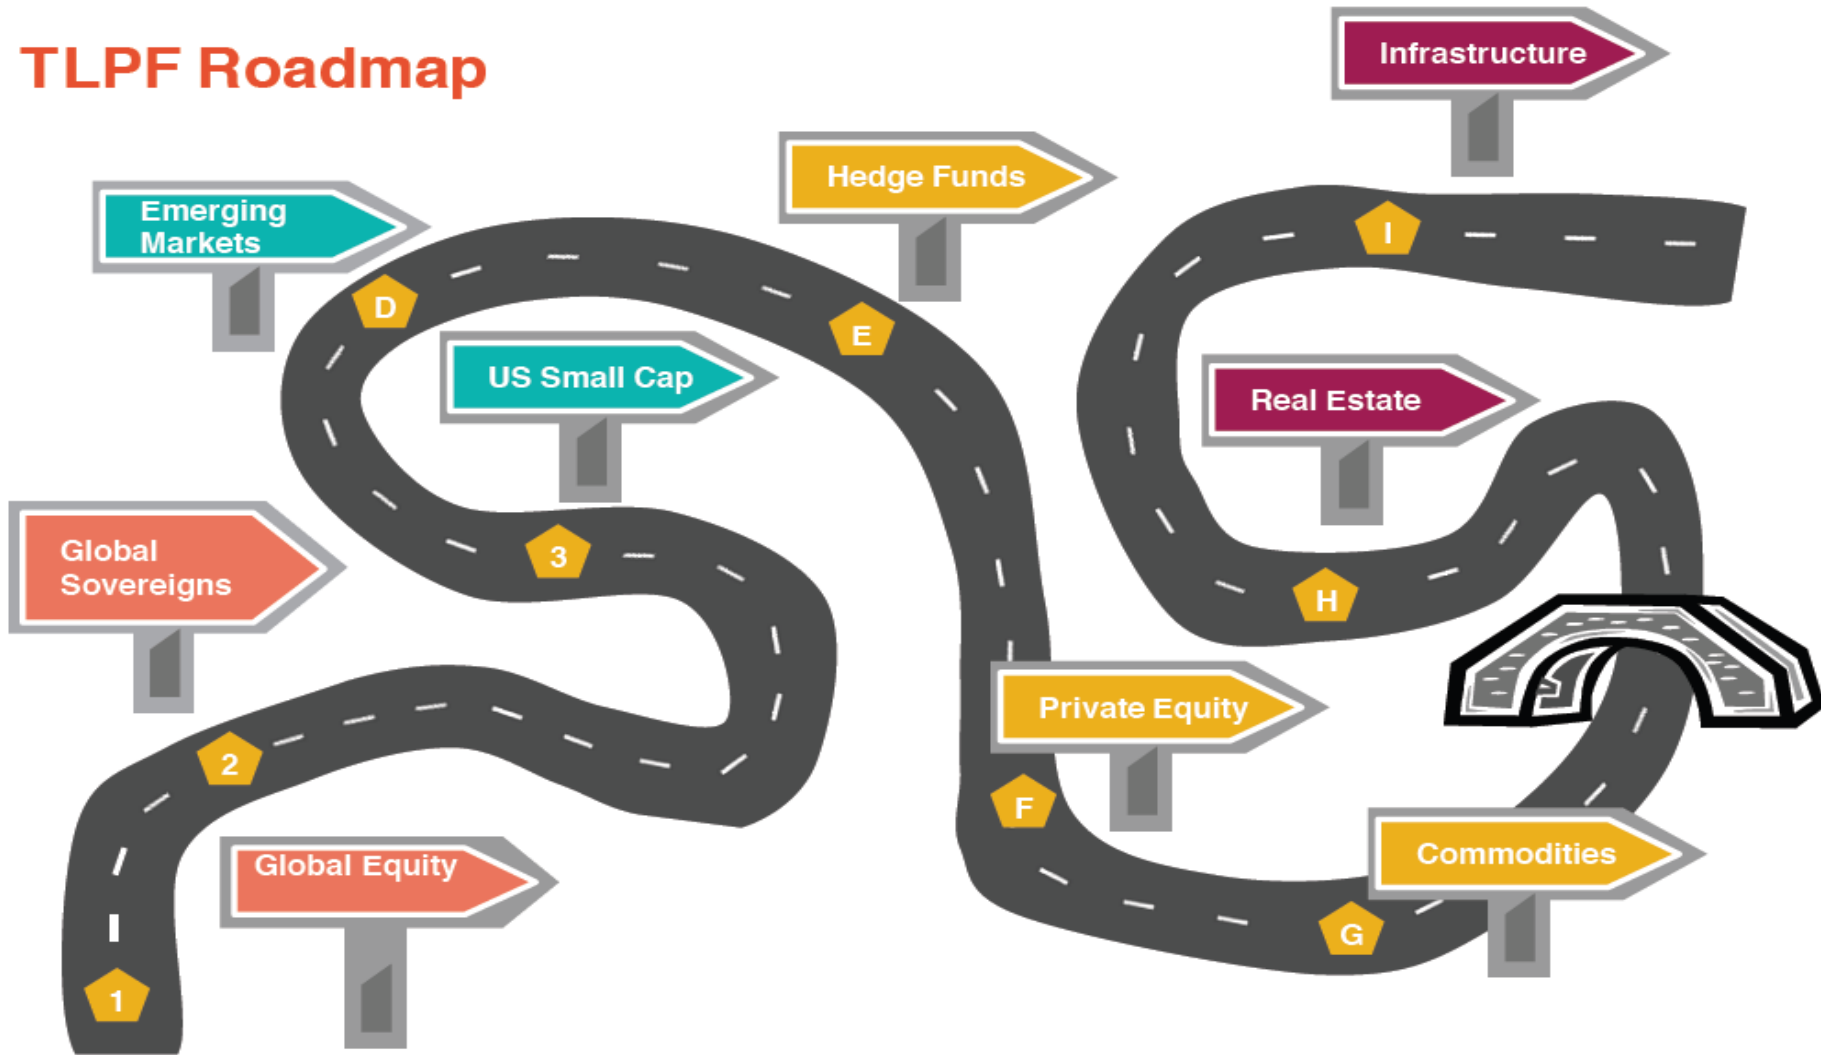 TLPF Roadmap
Infrastructure
Hedge Funds
Emerging
Markets
I
D
E
US Small Cap
Real Estate
3
Global
Sovereigns
H
Private Equity
2
F
Commodities
Global Equity
G
1